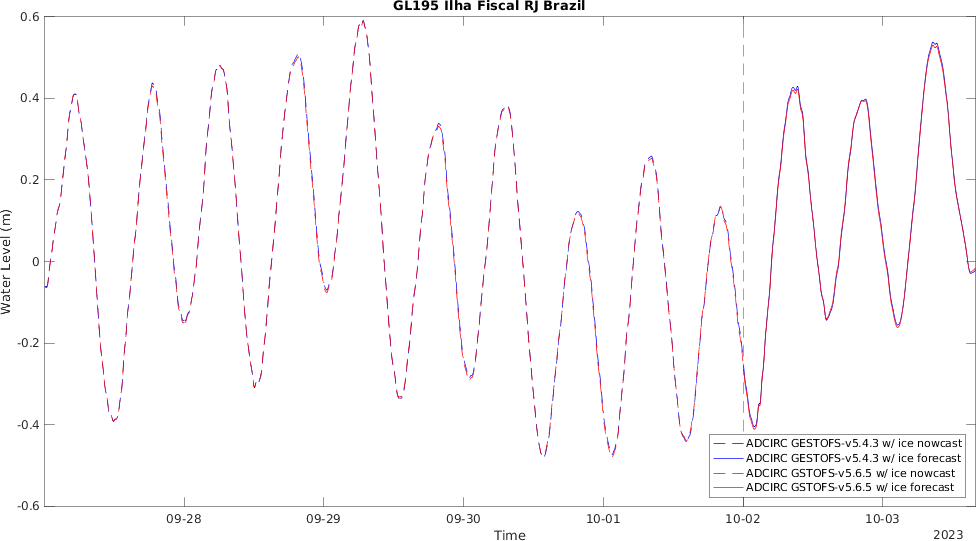 GL195 Ilha Fiscal RJ Brazil
0.6
0.4
0.2
0
-0.2
-0.4
-0.6
Water Level (m)
ADCIRC GESTOFS-v5.4.3 w/ ice nowcast
ADCIRC GESTOFS-v5.4.3 w/ ice forecast
ADCIRC GSTOFS-v5.6.5 w/ ice nowcast
ADCIRC GSTOFS-v5.6.5 w/ ice forecast
09-28 09-29 09-30 10-01 10-02 10-03
Time
2023